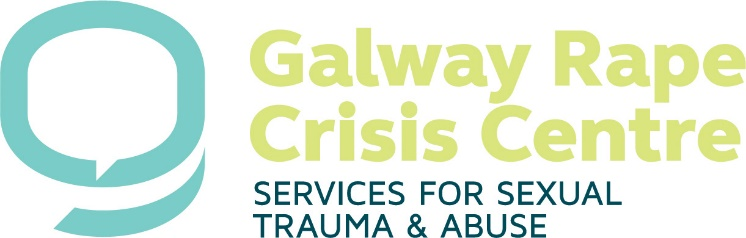 Galway Rape
Crisis Centre
SERVICES FOR SEXUAL
TRAUMA & ABUSE